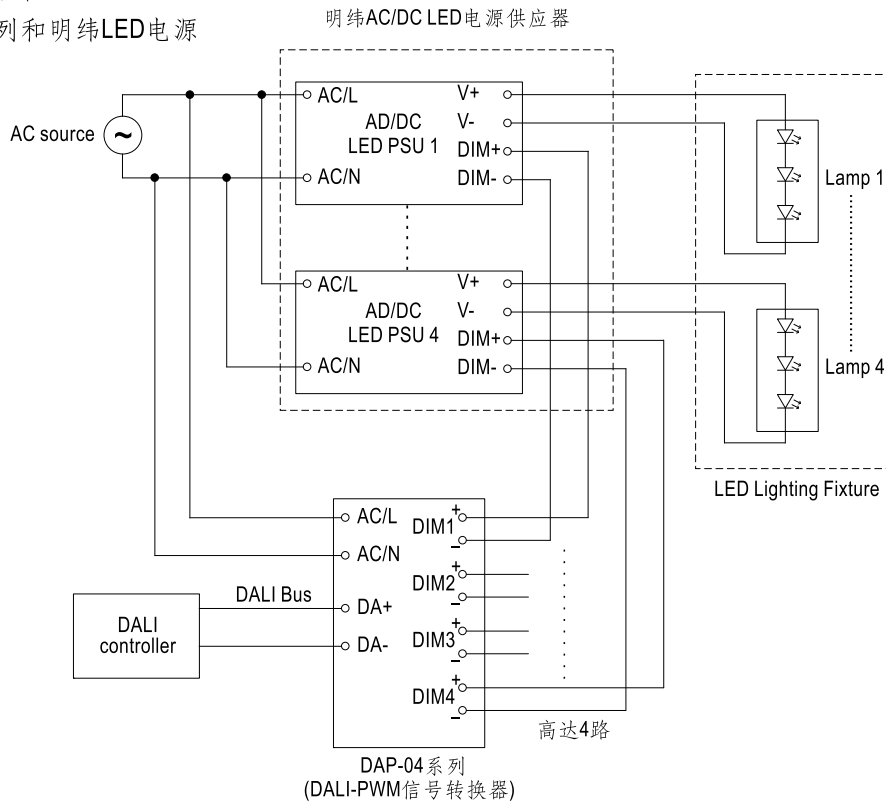 列和明纬LED电源
明纬AC/DC LED电源供应器
AC source
~
AC/L
V+
AD/DC
LED PSU 1
V-
DIM+
AC/N
DIM-
Lamp 1
AC/L
V+
AD/DC
LED PSU 4
V-
DIM+
AC/N
DIM-
Lamp 4
LED Lighting Fixture
AC/L
DIM1
+
–
AC/N
DIM2
+
–
DALI Bus
DA+
DALI
controller
DA-
DIM3
+
–
DIM4
+
–
高达4路
DAP-04系列
(DALI-PWM信号转换器)